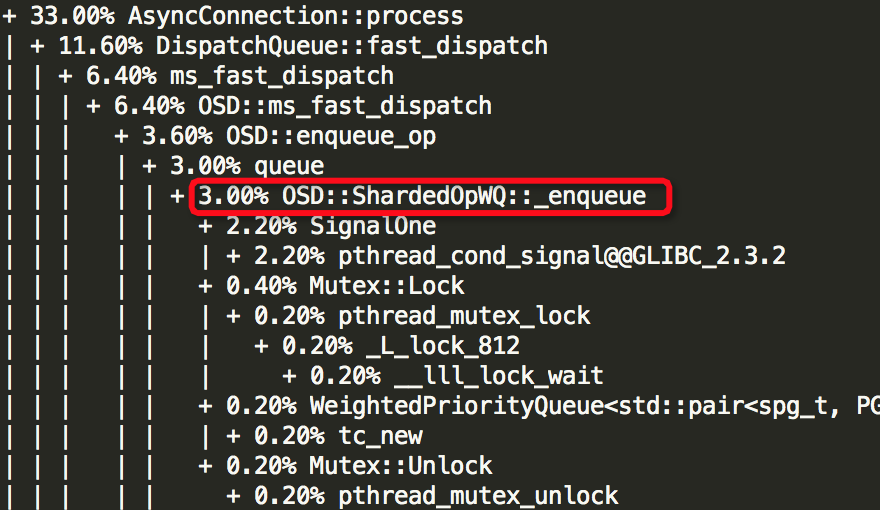 + 33.00% AsyncConnection::process
| + 11.60% DispatchQueue::fast_dispatch
| | + 6.40% ms_fast_dispatch
| | | + 6.40% OSD::ms_fast_dispatch
| | |   + 3.60% OSD::enqueue_op
| | |   | + 3.00% queue
| | |   | | + 3.00% OSD::ShardedOpWQ::_enqueue
| | |   | |   + 2.20% SignalOne
| | |   | |   | + 2.20% pthread_cond_signal@@GLIBC_2.3.2
| | |   | |   + 0.40% Mutex::Lock
| | |   | |   | + 0.20% pthread_mutex_lock
| | |   | |   |   + 0.20% _L_lock_812
| | |   | |   |     + 0.20% __lll_lock_wait
| | |   | |   + 0.20% WeightedPriorityQueue<std::pair<spg_t, PG
| | |   | |   | + 0.20% tc_new
| | |   | |   + 0.20% Mutex::Unlock
| | |   | |     + 0.20% pthread_mutex_unlock